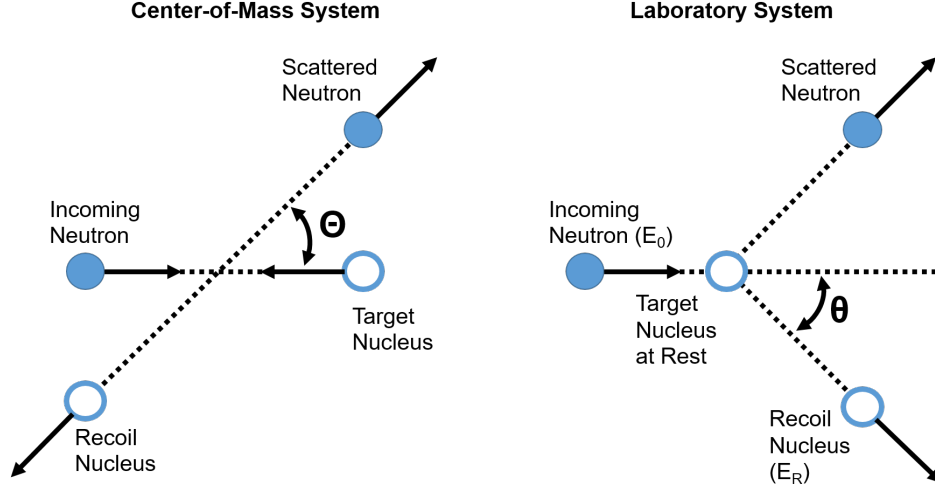 Center-of-Mass System
Scattered
Neutron
Incoming
Neutron
Θ
Target
Nucleus
Recoil
Nucleus
Laboratory System
Scattered
Neutron
Incoming
Neutron (E₀)
Target
Nucleus
at Rest
θ
Recoil
Nucleus
(E_R)